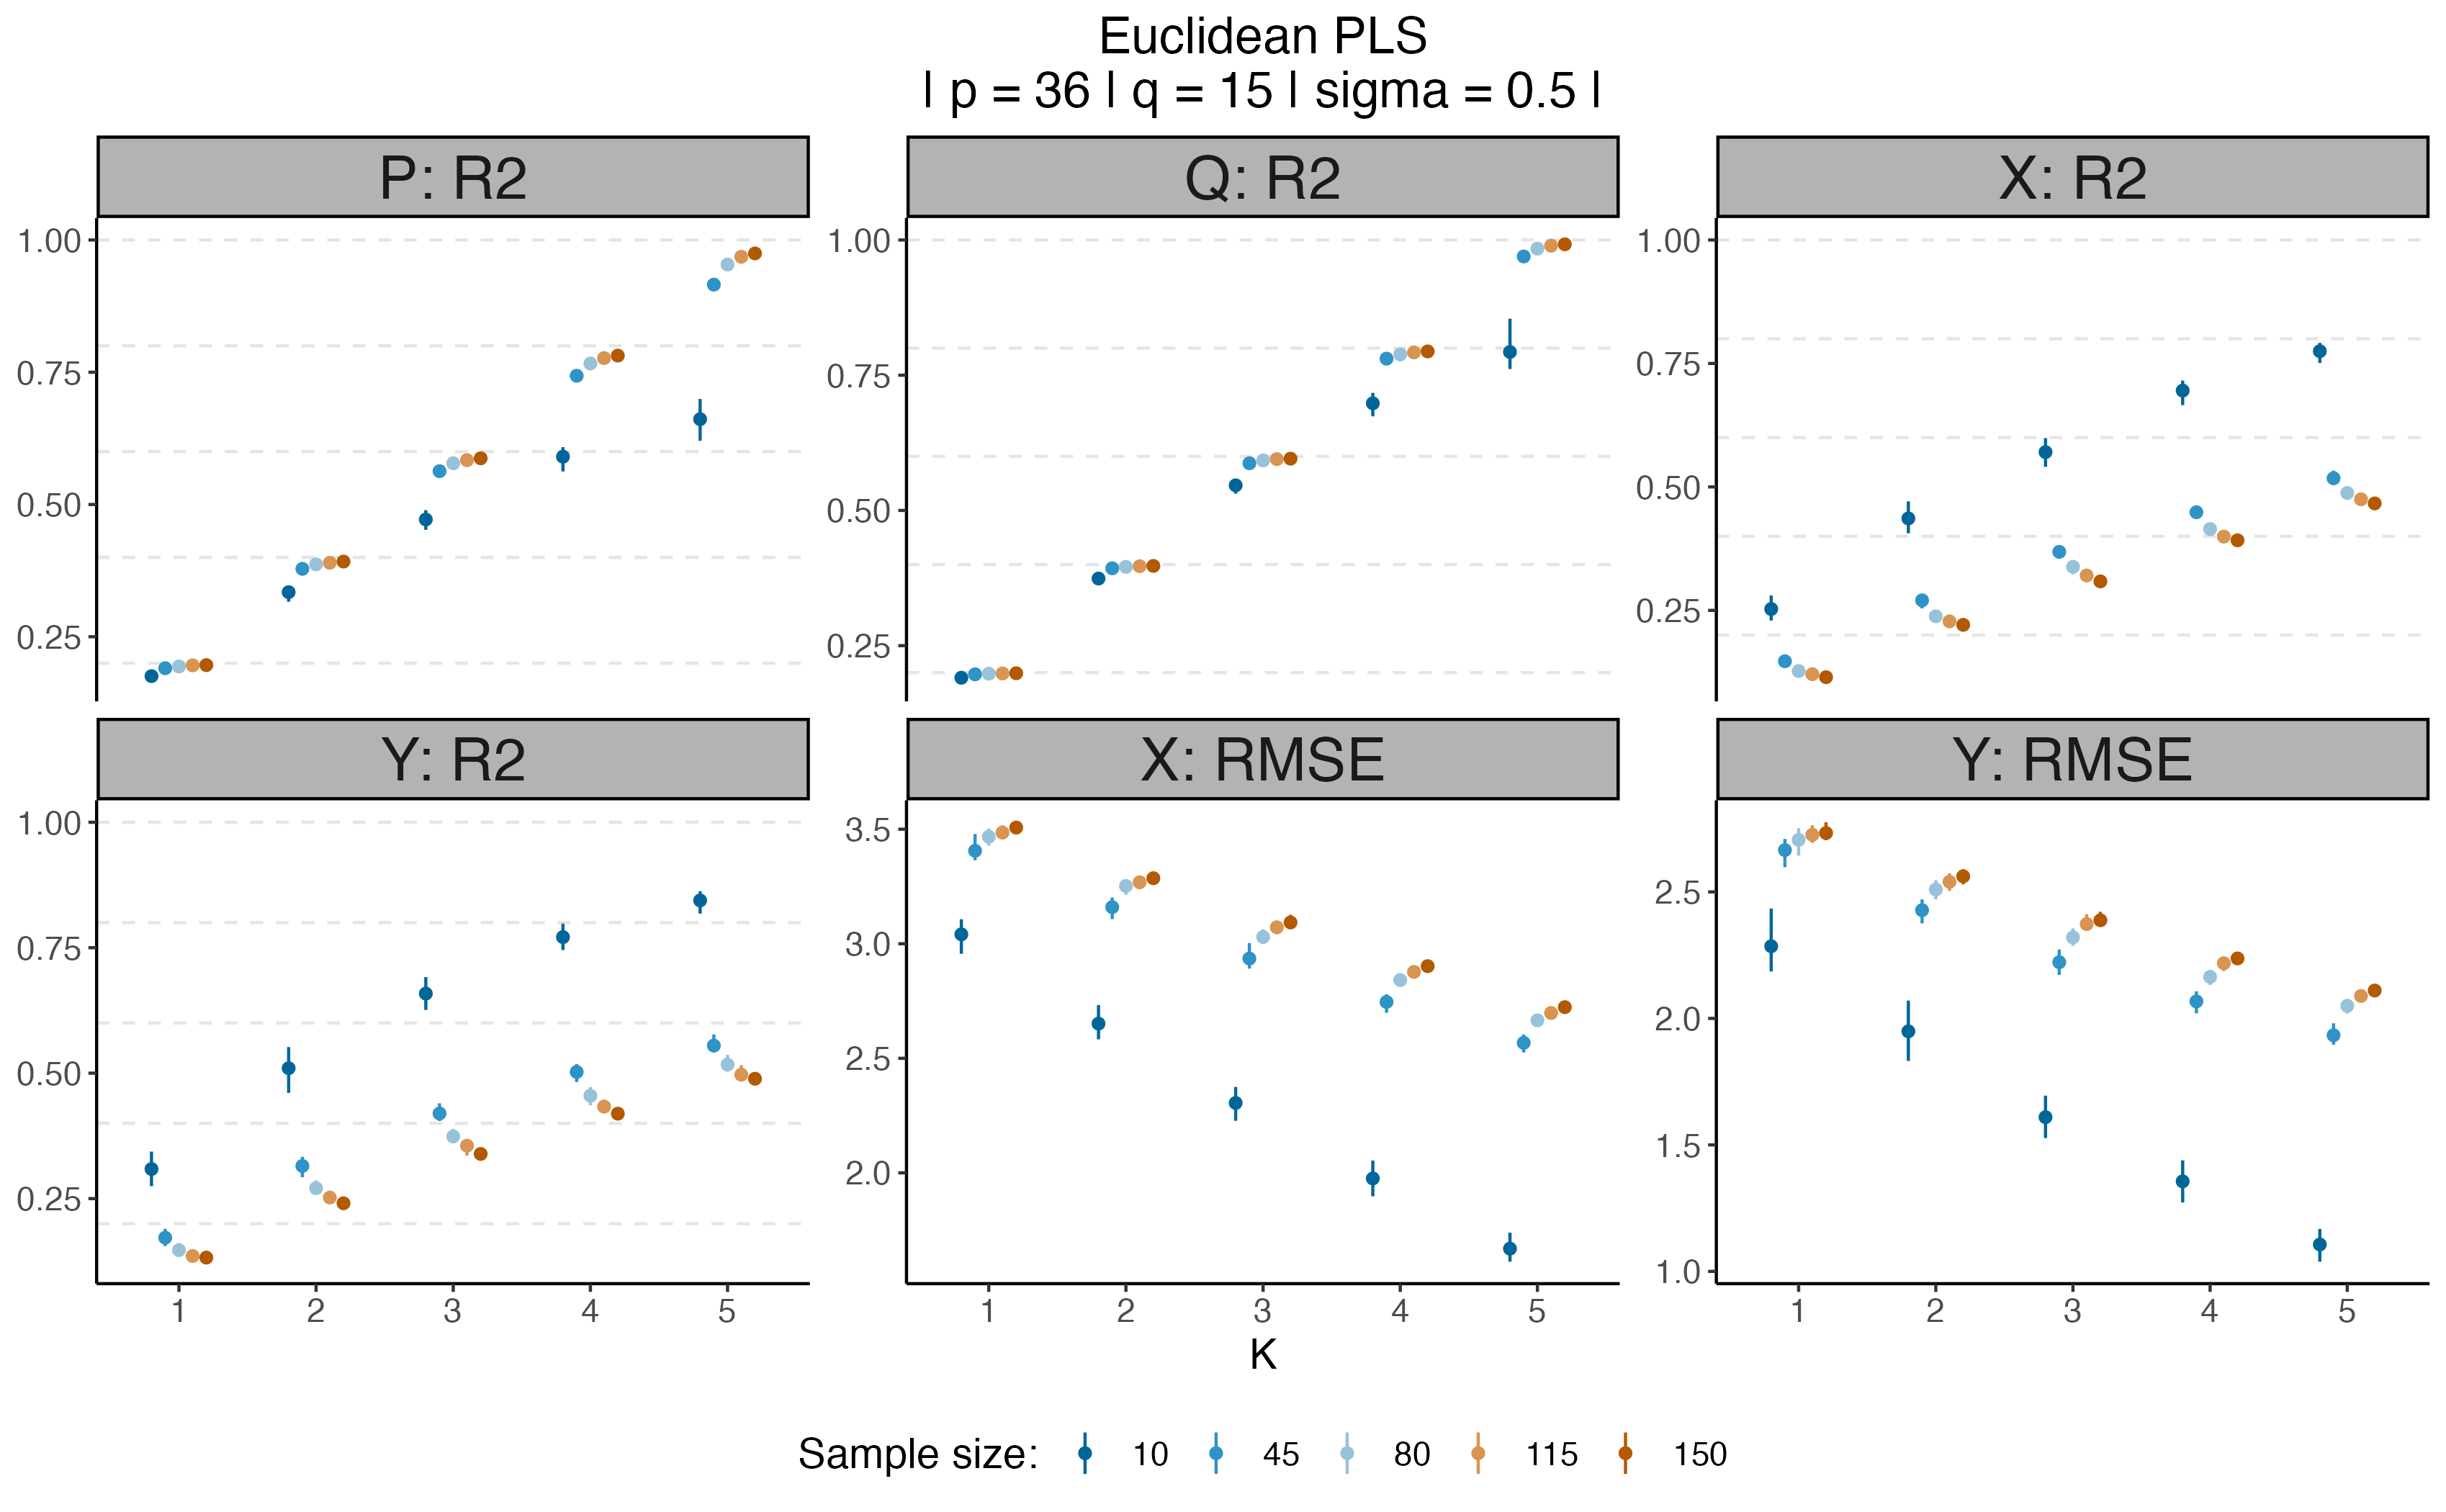 Euclidean PLS
| p = 36 | q = 15 | sigma = 0.5 |
P: R2
Q: R2
X: R2
1.00
0.75
0.50
0.25
1.00
0.75
0.50
0.25
1.00
0.75
0.50
0.25
Y: R2
X: RMSE
Y: RMSE
1.00
0.75
0.50
0.25
3.5
3.0
2.5
2.0
2.5
2.0
1.5
1.0
1 2 3 4 5
1 2 3 4 5
1 2 3 4 5
K
Sample size: 10 45 80 115 150